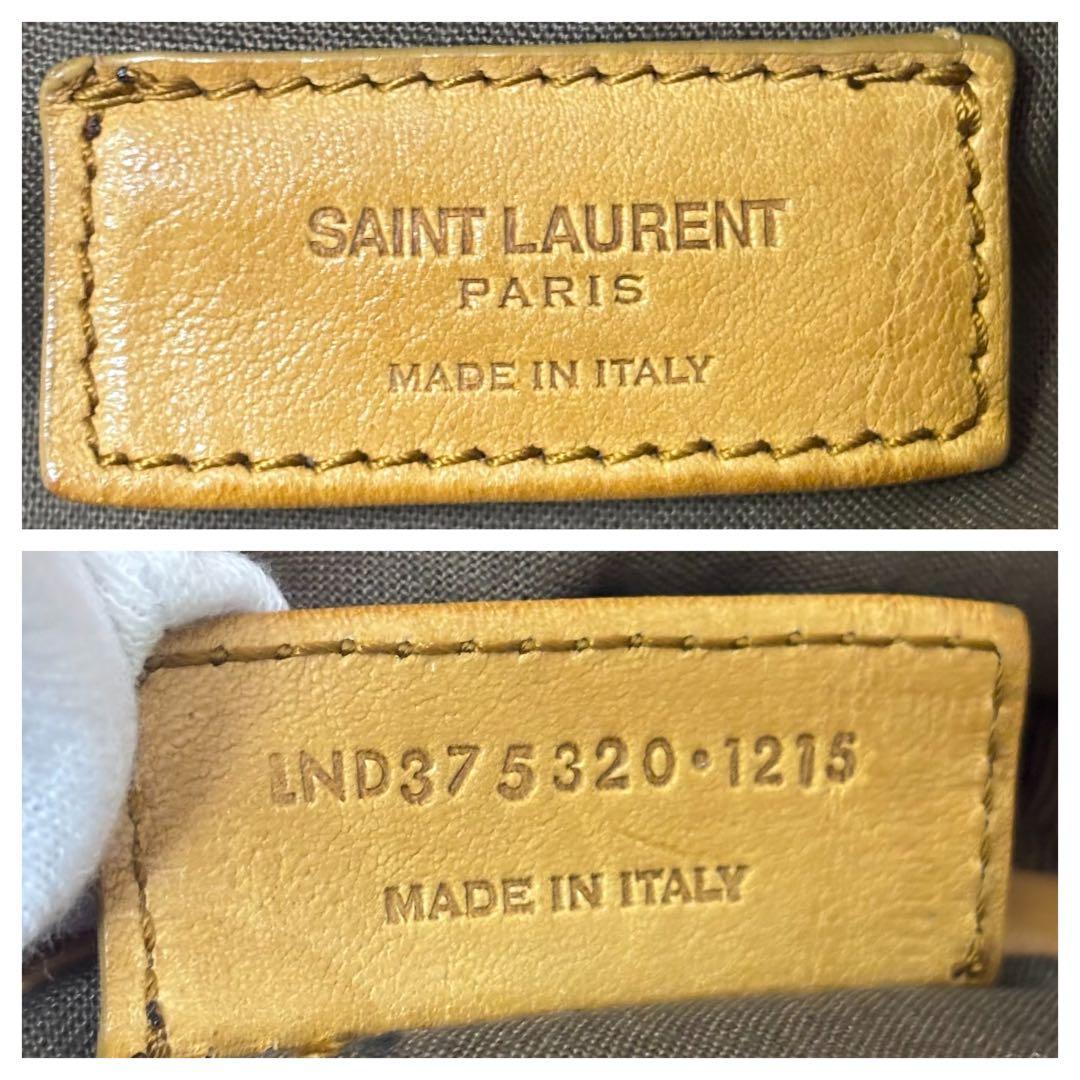 SAINT LAURENT
PARIS
MADE IN ITALY
LND375320·1215
MADE IN ITALY